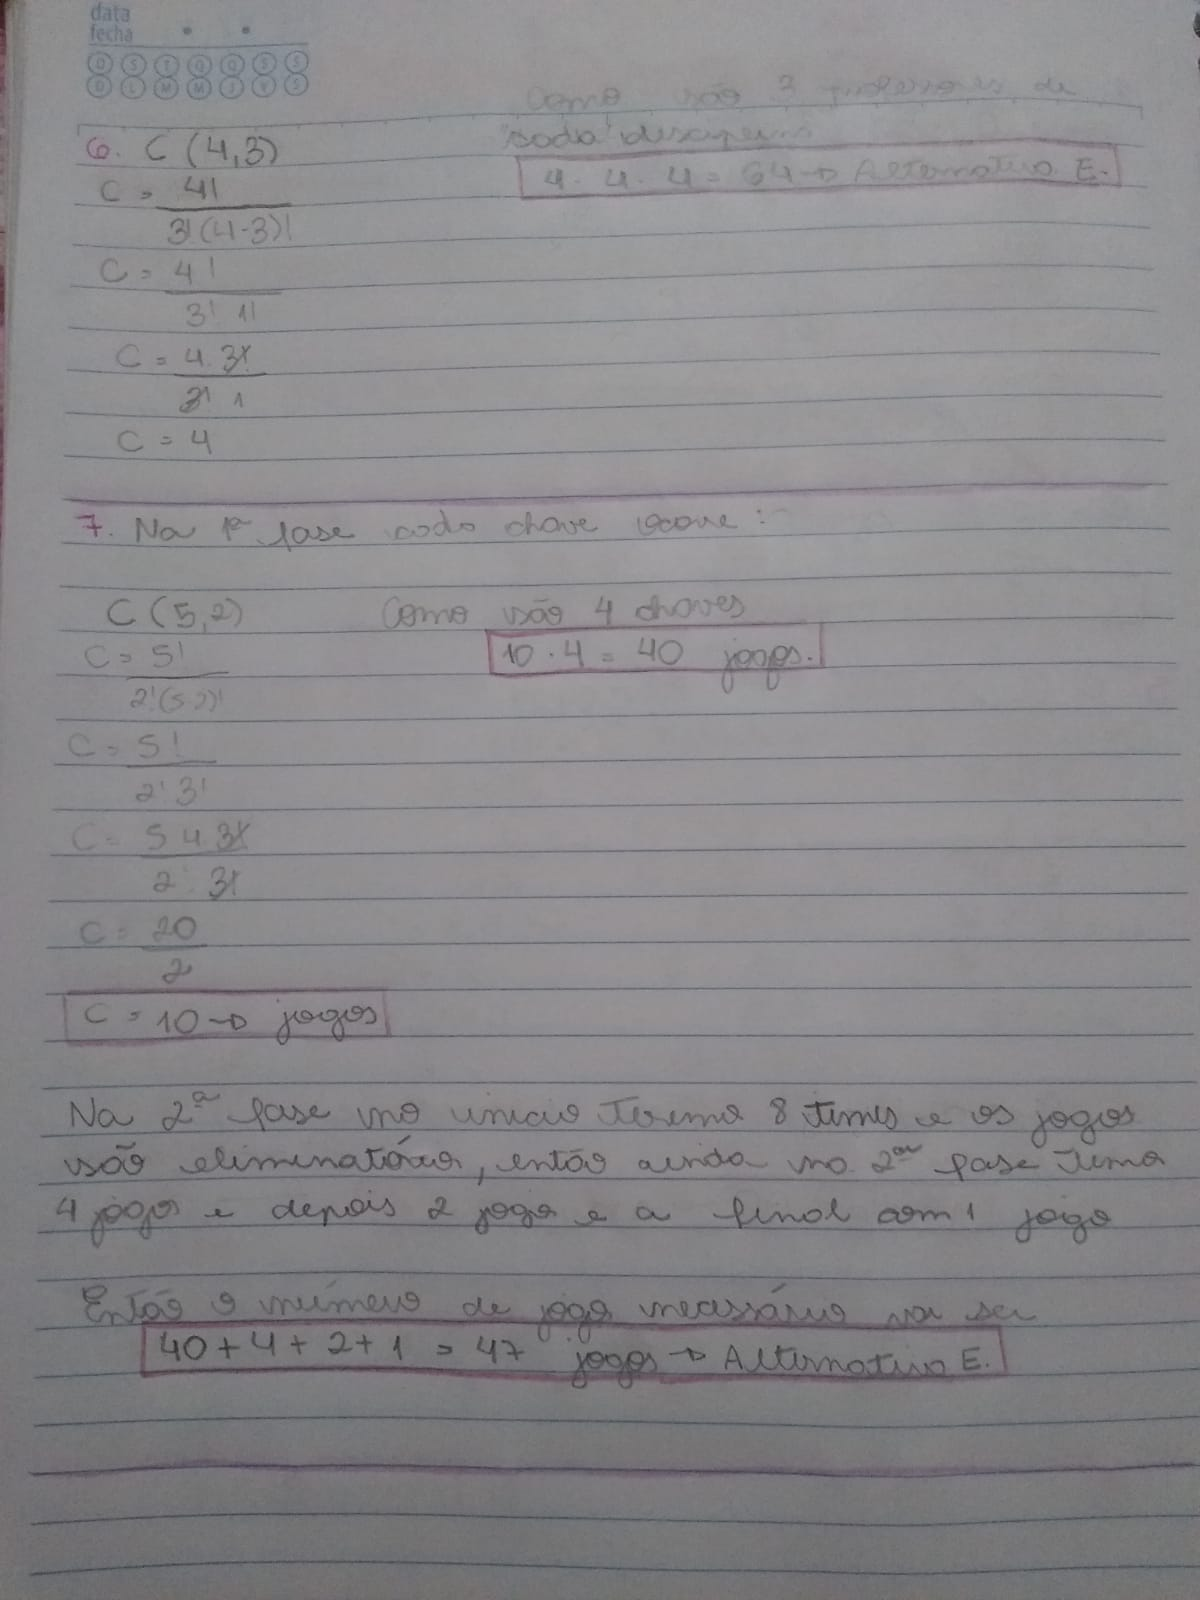 data
fecha
D S T Q Q S S
D L M M J V S
Como são 3 professores de
cada
4 . 4 . 4 = 64 → Alternativa E.
6. C (4,3)
C = 4!
3!(4-3)!
C = 4!
3! 1!
C = 4 . 3!
3! 1
C = 4
7. Na 1ª fase cada chave ocorre :
C (5,2) Como são 4 chaves
C = 5! 10 . 4 = 40 jogos.
2!(5-2)!
C = 5!
2! 3!
C = 5 4 3!
2 3!
C = 20
2
C = 10 → jogos
Na 2ª fase no início teremo 8 times e os jogos
são eliminatórios, então ainda na 2ª fase tema
4 jogos e depois 2 jogo e a final com 1 jogo
Então o número de jogo necessário vai ser
40 + 4 + 2 + 1 = 47 jogos → Alternativa E.